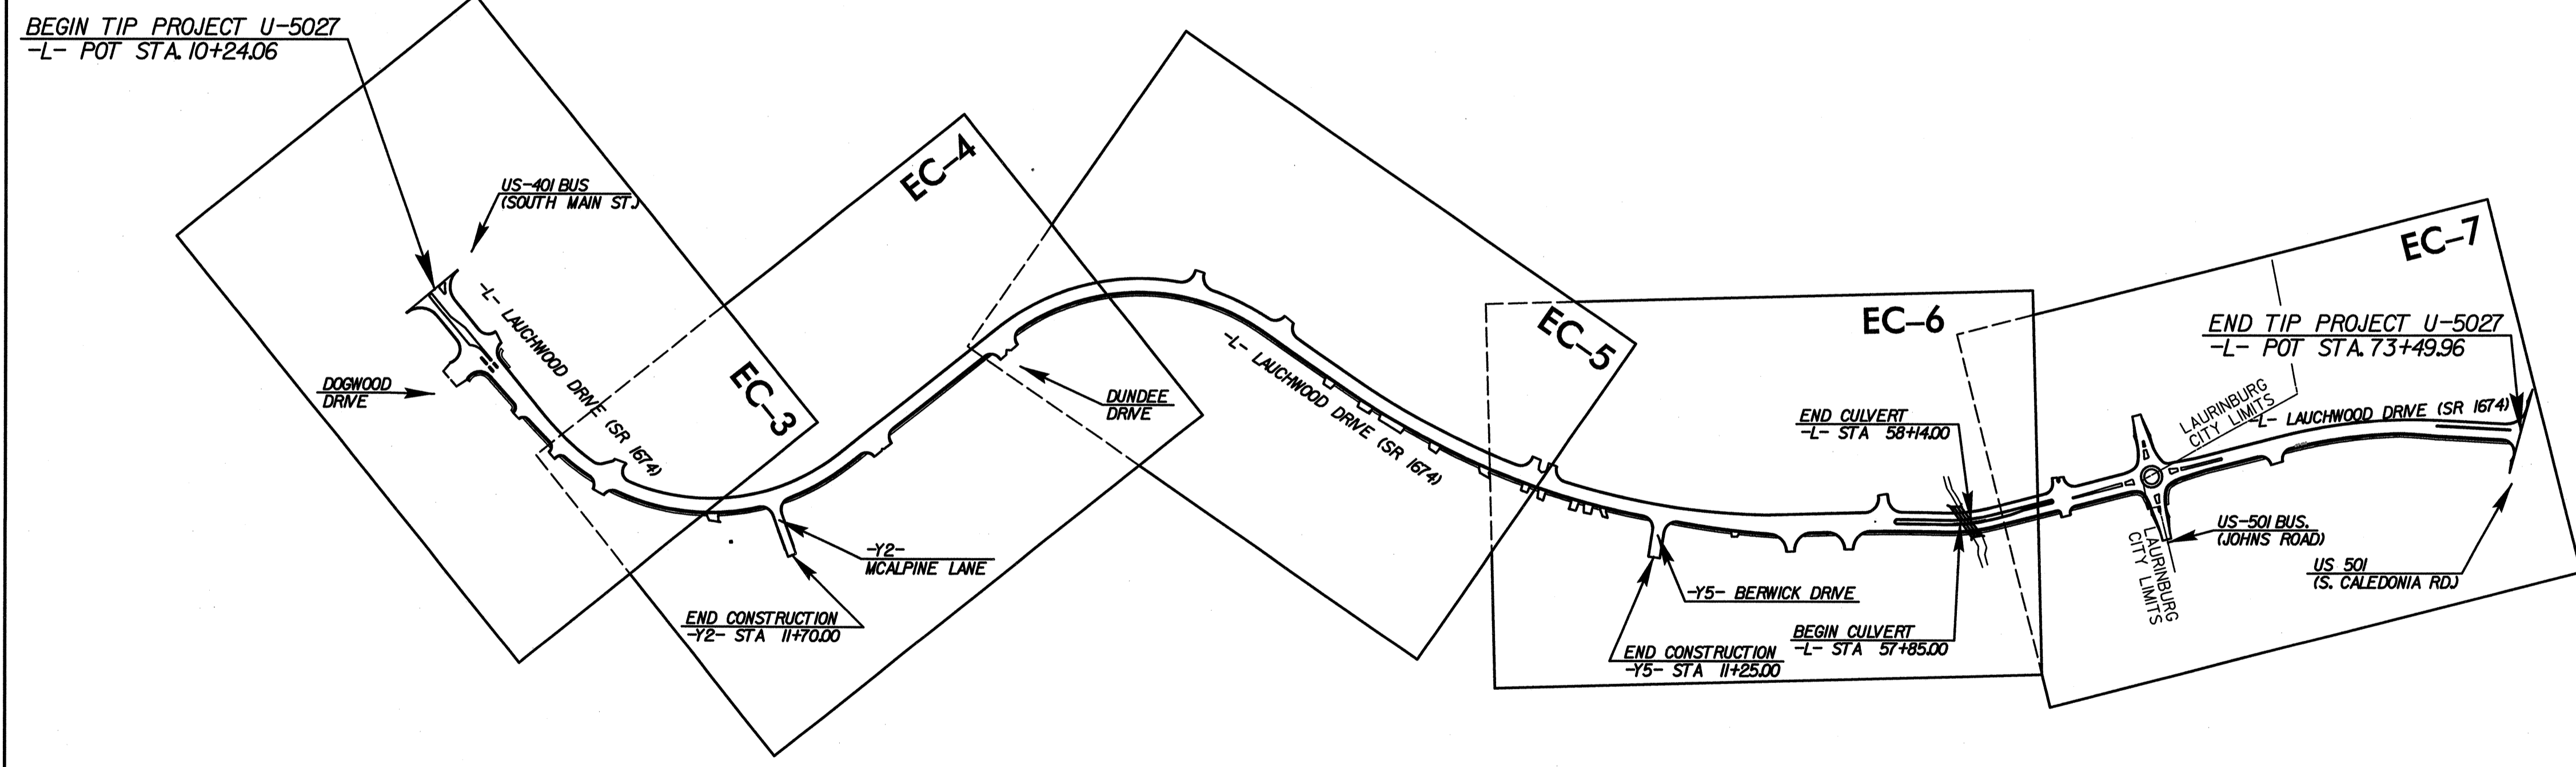 BEGIN TIP PROJECT U-5027
-L- POT STA. 10+24.06
US-401 BUS
(SOUTH MAIN ST.)
-L- LAUCHWOOD DRIVE (SR 1674)
DOGWOOD
DRIVE
EC-3
EC-4
-Y2-
MCALPINE LANE
END CONSTRUCTION
-Y2- STA 11+70.00
DUNDEE
DRIVE
-L- LAUCHWOOD DRIVE (SR 1674)
EC-5
EC-6
END CULVERT
-L- STA 58+14.00
-Y5- BERWICK DRIVE
BEGIN CULVERT
-L- STA 57+85.00
END CONSTRUCTION
-Y5- STA 11+25.00
EC-7
END TIP PROJECT U-5027
-L- POT STA. 73+49.96
LAURINBURG
CITY LIMITS
-L- LAUCHWOOD DRIVE (SR 1674)
US-501 BUS.
(JOHNS ROAD)
LAURINBURG
CITY LIMITS
US 501
(S. CALEDONIA RD.)